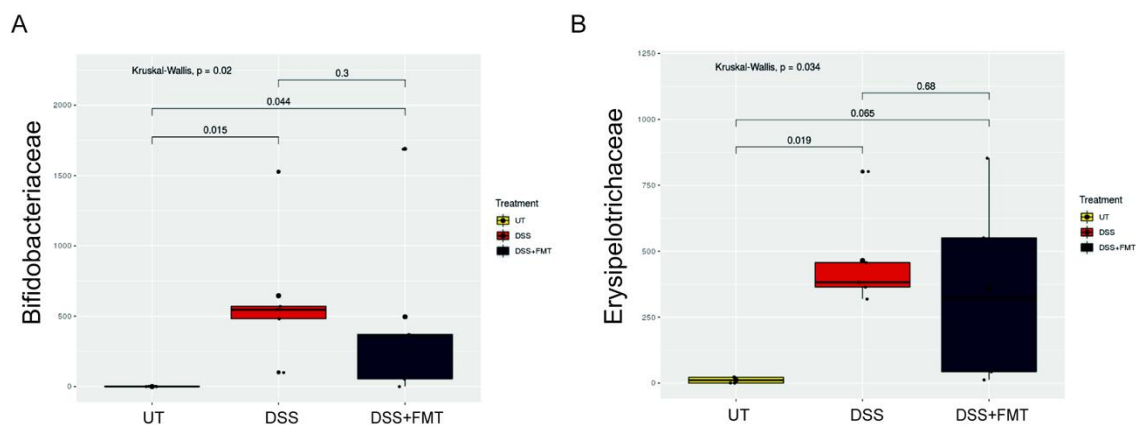 A
Bifidobacteriaceae
Kruskal-Wallis, p = 0.02
0.3
0.044
0.015
2000
1500
1000
500
0
UT
DSS
DSS+FMT
Treatment
UT
DSS
DSS+FMT
B
Erysipelotrichaceae
Kruskal-Wallis, p = 0.034
0.68
0.065
0.019
1250
1000
750
500
250
0
UT
DSS
DSS+FMT
Treatment
UT
DSS
DSS+FMT